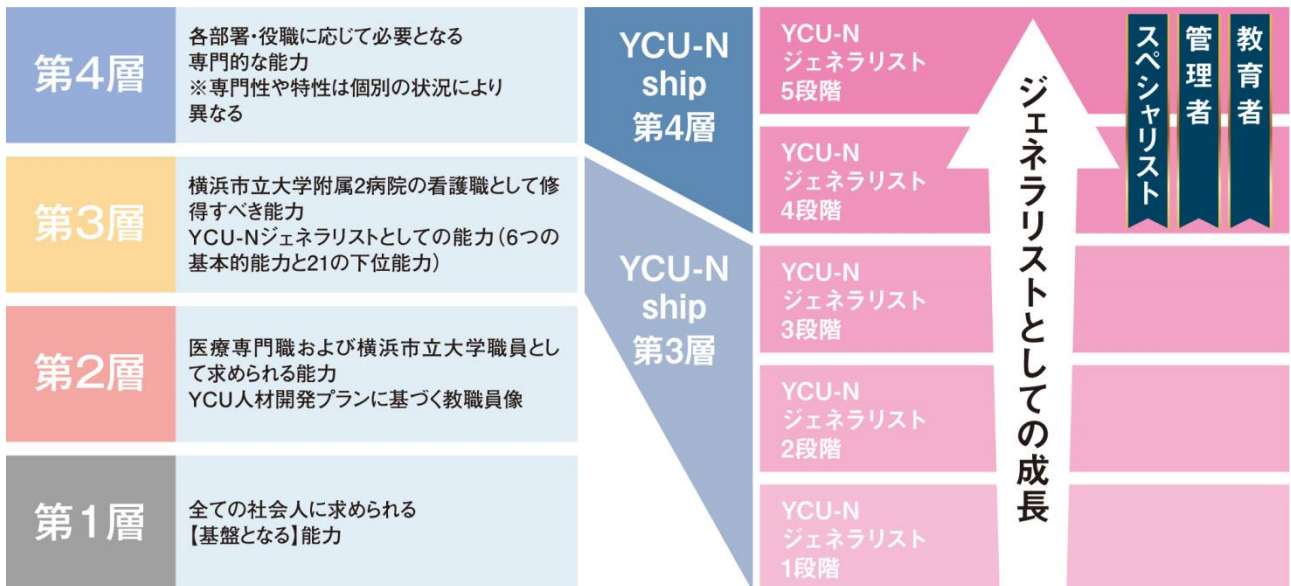 第4層
各部署・役職に応じて必要となる
専門的な能力
※専門性や特性は個別の状況により
異なる
第3層
横浜市立大学附属2病院の看護職として修
得すべき能力
YCU-Nジェネラリストとしての能力（6つの
基本的能力と21の下位能力）
第2層
医療専門職および横浜市立大学職員とし
て求められる能力
YCU人材開発プランに基づく教職員像
第1層
全ての社会人に求められる
【基盤となる】能力
YCU-N
ship
第4層
YCU-N
ship
第3層
YCU-N
ジェネラリスト
5段階
YCU-N
ジェネラリスト
4段階
YCU-N
ジェネラリスト
3段階
YCU-N
ジェネラリスト
2段階
YCU-N
ジェネラリスト
1段階
ジェネラリストとしての成長
スペシャリスト
管理者
教育者